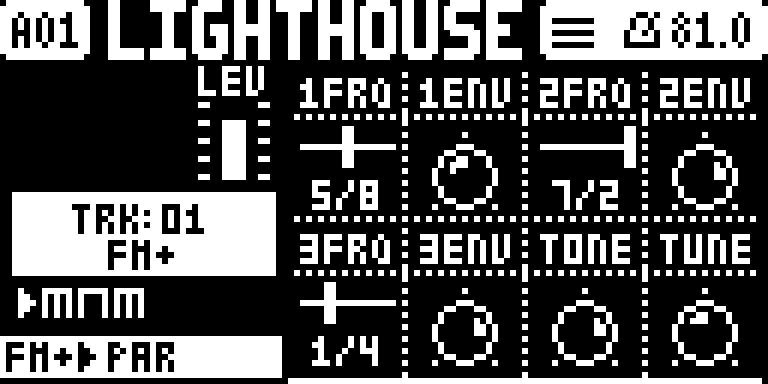 A01 LIGHTHOUSE 81.0
LEV
1FRQ 1ENV 2FRQ 2ENV
5/8 7/2
TRK:01
FM+
3FRQ 3ENV TONE TUNE
1/4
FM+ PAR